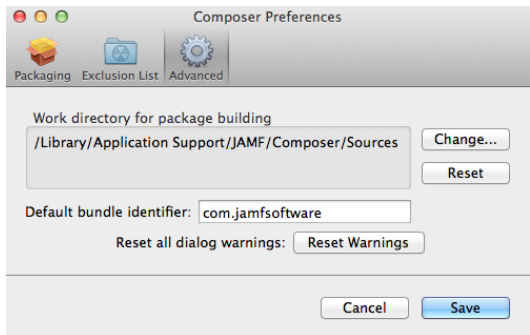 Composer Preferences
Packaging Exclusion List Advanced
Work directory for package building
/Library/Application Support/JAMF/Composer/Sources
Change...
Reset
Default bundle identifier: com.jamfsoftware
Reset all dialog warnings: Reset Warnings
Cancel Save